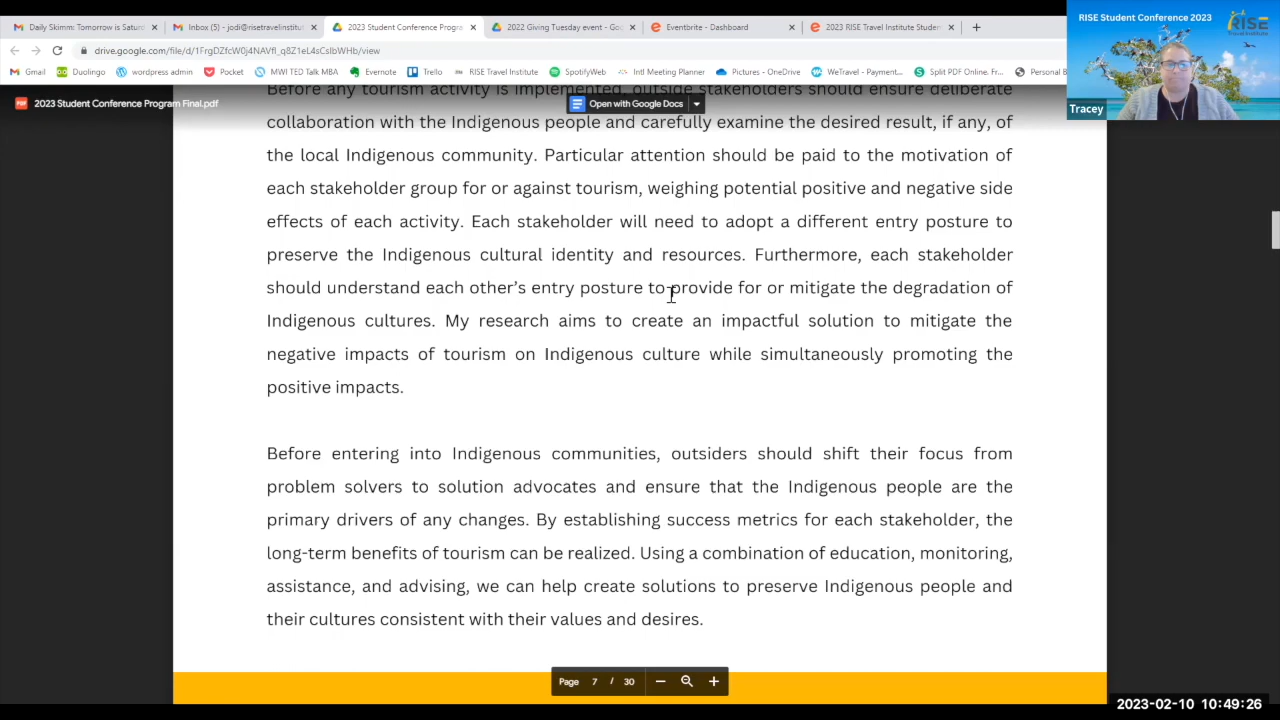 Daily Skimm: Tomorrow is Saturd
Inbox (5) - jodi@risetravelinstitut
2023 Student Conference Progra
2022 Giving Tuesday event - Goo
Eventbrite - Dashboard
2023 RISE Travel Institute Studen
drive.google.com/file/d/1FrgDZfcW0j4NAVfl_q8Z1eL4sCsIbWHb/view
Gmail
Duolingo
wordpress admin
Pocket
MWI TED Talk MBA
Evernote
Trello
RISE Travel Institute
SpotifyWeb
Intl Meeting Planner
Pictures - OneDrive
WeTravel - Payment...
Split PDF Online. Fr...
Personal B
RISE Student Conference 2023
RISE
Travel Institute
Tracey
2023 Student Conference Program Final.pdf
Open with Google Docs
Before any tourism activity is implemented, outside stakeholders should ensure deliberate
collaboration with the Indigenous people and carefully examine the desired result, if any, of
the local Indigenous community. Particular attention should be paid to the motivation of
each stakeholder group for or against tourism, weighing potential positive and negative side
effects of each activity. Each stakeholder will need to adopt a different entry posture to
preserve the Indigenous cultural identity and resources. Furthermore, each stakeholder
should understand each other's entry posture to provide for or mitigate the degradation of
Indigenous cultures. My research aims to create an impactful solution to mitigate the
negative impacts of tourism on Indigenous culture while simultaneously promoting the
positive impacts.
Before entering into Indigenous communities, outsiders should shift their focus from
problem solvers to solution advocates and ensure that the Indigenous people are the
primary drivers of any changes. By establishing success metrics for each stakeholder, the
long-term benefits of tourism can be realized. Using a combination of education, monitoring,
assistance, and advising, we can help create solutions to preserve Indigenous people and
their cultures consistent with their values and desires.
Page 7 / 30
2023-02-10 10:49:26